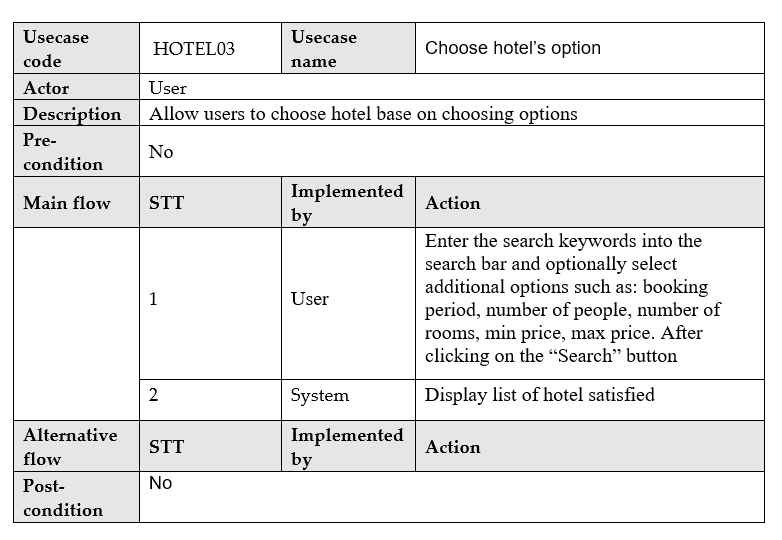 Usecase code HOTEL03 Usecase name Choose hotel's option
Actor User
Description Allow users to choose hotel base on choosing options
Pre-condition No
Main flow STT Implemented by Action
1 User Enter the search keywords into the
search bar and optionally select
additional options such as: booking
period, number of people, number of
rooms, min price, max price. After
clicking on the “Search” button
2 System Display list of hotel satisfied
Alternative flow STT Implemented by Action
Post-condition No